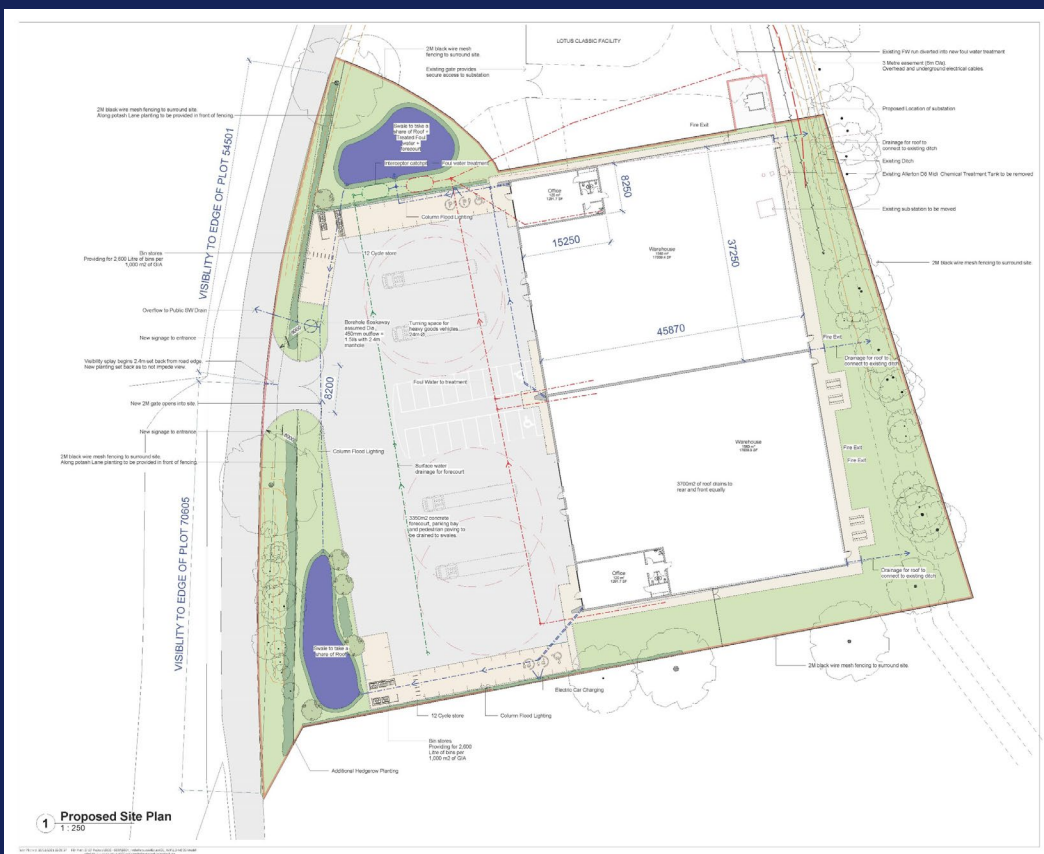 LOTUS CLASSIC FACILITY
2M black wire mesh
fencing to surround site
Existing gate provides
secure access to substation
Existing FW run diverted into new foul water treatment
3 Metre easement (6m Dia).
Overhead and underground electrical cables.
2M black wire mesh fencing to surround site.
Along potash Lane planting to be provided in front of fencing.
Proposed Location of substation
Fire Exit
Drainage for roof to
connect to existing ditch
Existing Ditch
Existing substation to be moved
VISIBLITY TO EDGE OF PLOT 54501
Swale to take a
share of Roof +
Treated Foul
water +
forecourt
Interceptor catchpit
Foul water treatment
Office
8250
Column Flood Lighting
15250
Warehouse
37250
45870
2M black wire mesh fencing to surround site.
Bin stores
Providing for 2,600 Litre of bins per
1,000 m2 of GIA
12 Cycle store
Overflow to Public SW Drain
Turning space for
heavy goods vehicles
New signage to entrance
Visibility splay begins 2.4m set back from road edge.
New planting set back as to not impede view.
Fire Exit
Drainage for roof to
connect to existing ditch
8200
Foul Water to treatment
New 2M gate opens into site.
New signage to entrance
Column Flood Lighting
Warehouse
Fire Exit
Fire Exit
2M black wire mesh fencing to surround site.
Along potash Lane planting to be provided in front of fencing.
Surface water
drainage for forecourt
3700m2 of roof drains to
rear and front equally
VISIBLITY TO EDGE OF PLOT 70605
3350m2 concrete
forecourt, parking bay
and pedestrian paving to
be drained to swales.
Office
Drainage for roof to
connect to existing ditch
Swale to take a
share of Roof
2M black wire mesh fencing to surround site.
Electric Car Charging
12 Cycle store
Column Flood Lighting
Bin stores
Providing for 2,600
Litre of bins per
1,000 m2 of GIA
Additional Hedgerow Planting
1 Proposed Site Plan
1 : 250